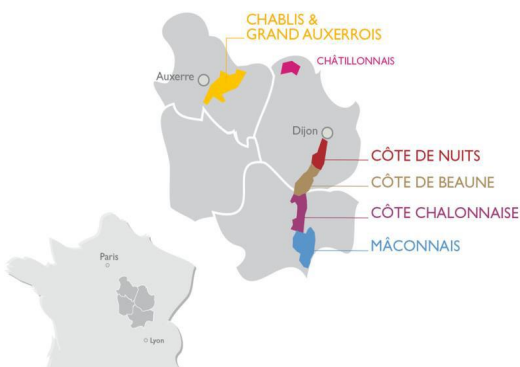 CHABLIS &
GRAND AUXERROIS
CHÂTILLONNAIS
Auxerre
Dijon
CÔTE DE NUITS
CÔTE DE BEAUNE
CÔTE CHALONNAISE
MÂCONNAIS
Paris
Lyon